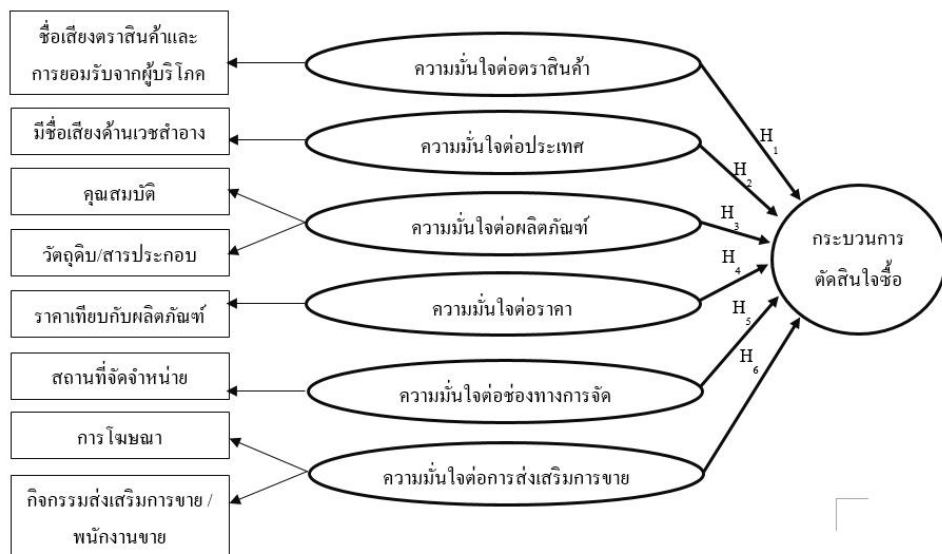 ชื่อเสียงตราสินค้าและ
การยอมรับจากผู้บริโภค
มีชื่อเสียงด้านเวชสำอาง
คุณสมบัติ
วัตถุดิบ/สารประกอบ
ราคาเทียบกับผลิตภัณฑ์
สถานที่จัดจำหน่าย
การโฆษณา
กิจกรรมส่งเสริมการขาย /
พนักงานขาย
ความมั่นใจต่อตราสินค้า
ความมั่นใจต่อประเทศ
ความมั่นใจต่อผลิตภัณฑ์
ความมั่นใจต่อราคา
ความมั่นใจต่อช่องทางการจัด
ความมั่นใจต่อการส่งเสริมการขาย
H1
H2
H3
H4
H5
H6
กระบวนการ
ตัดสินใจซื้อ